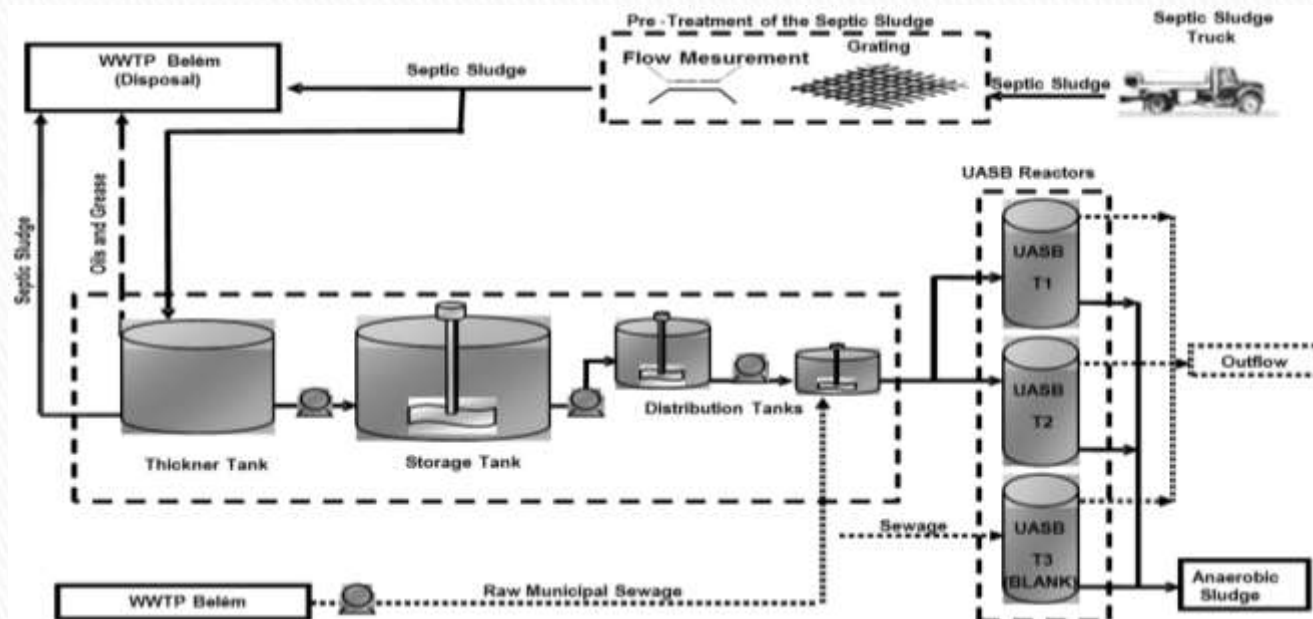 Pre -Treatment of the Septic Sludge
Septic Sludge
Truck
WWTP Belém
(Disposal)
Septic Sludge
Flow Mesurement
Grating
Septic Sludge
UASB Reactors
Septic Sludge
Oils and Grease
UASB
T1
Outflow
UASB
T2
Distribution Tanks
Thickner Tank
Storage Tank
Sewage
UASB
T3
(BLANK)
WWTP Belém
Raw Municipal Sewage
Anaerobic
Sludge